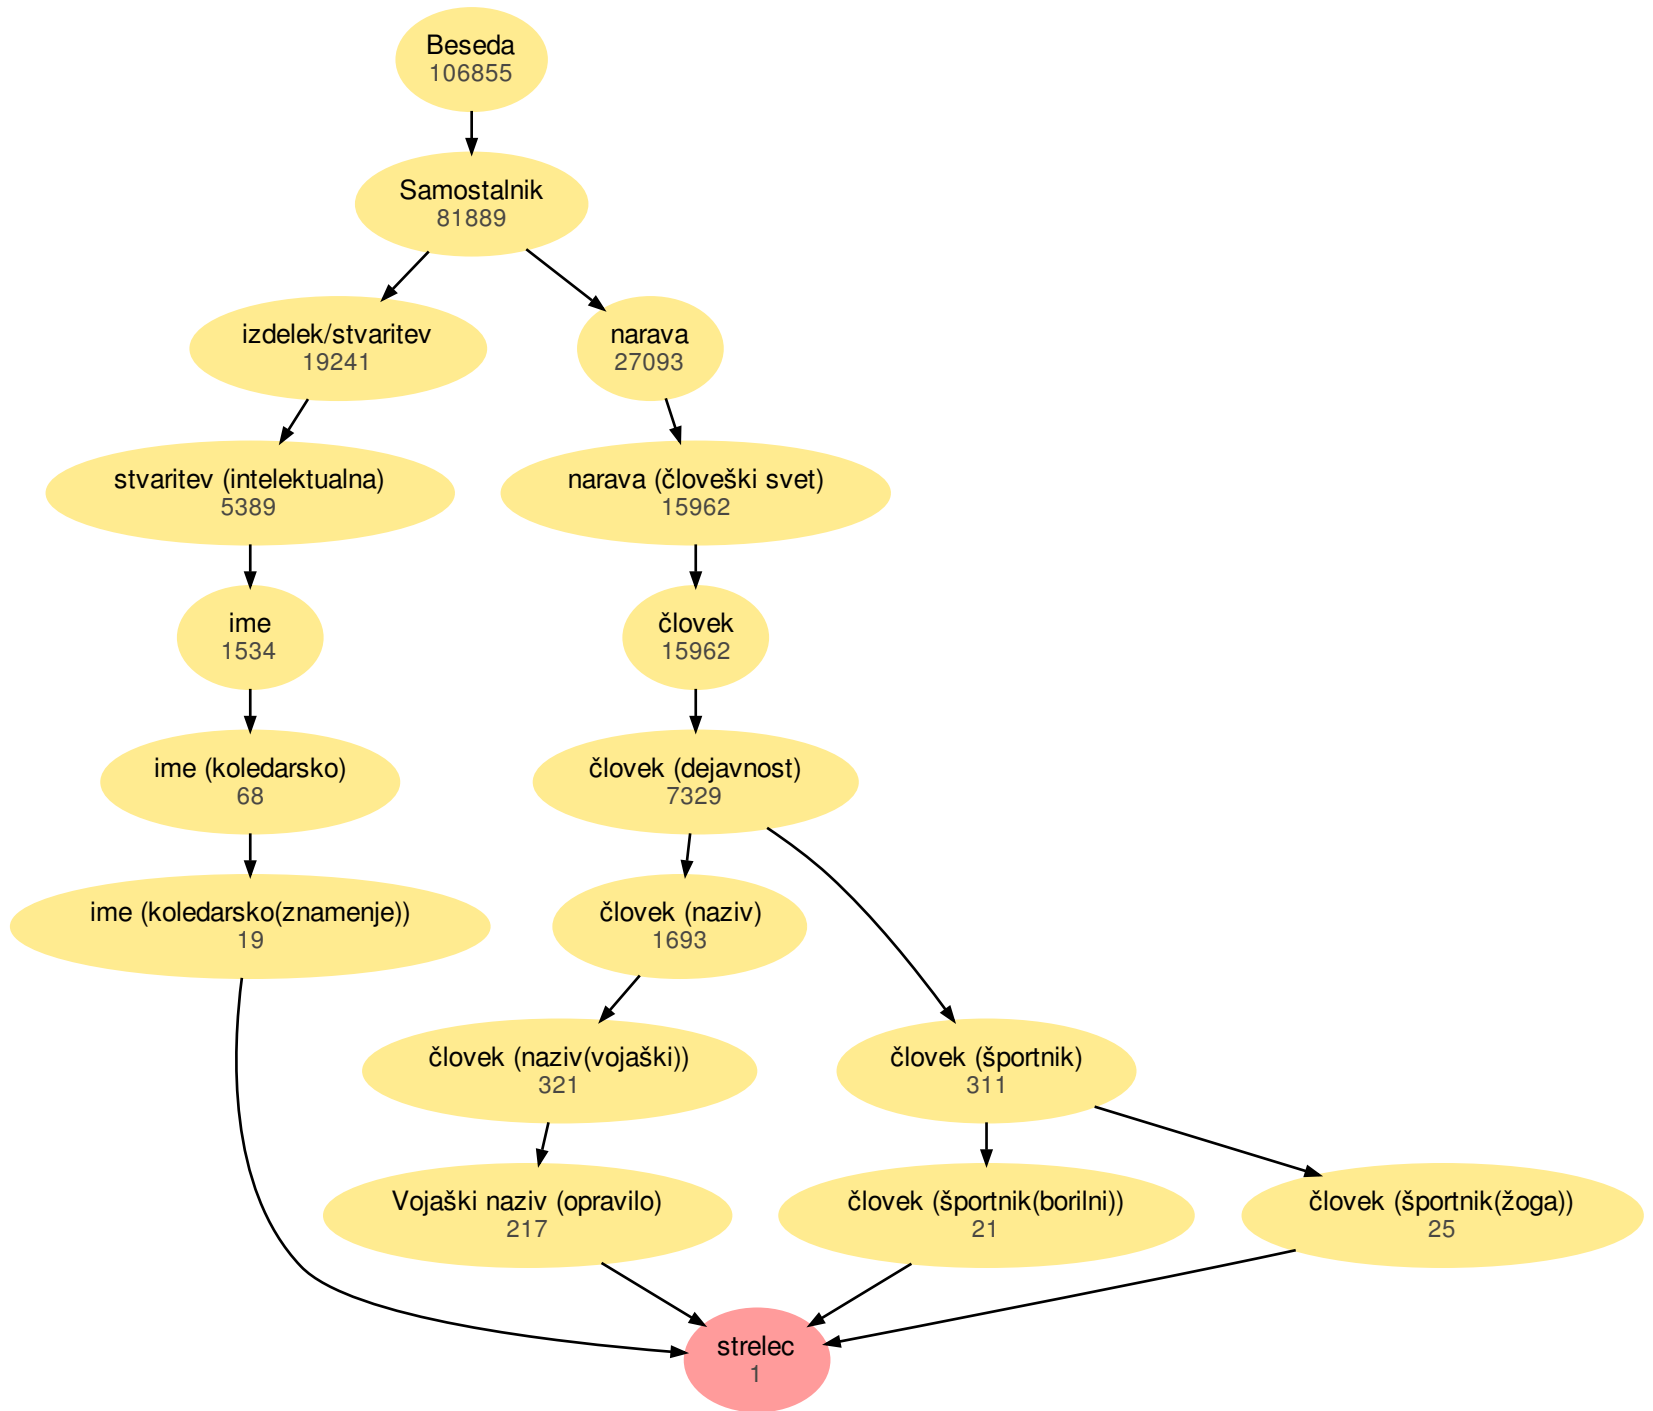 Beseda
106855
Samostalnik
81889
izdelek/stvaritev
19241
narava
27093
stvaritev (intelektualna)
5389
narava (človeški svet)
15962
ime
1534
človek
15962
ime (koledarsko)
68
človek (dejavnost)
7329
ime (koledarsko(znamenje))
19
človek (naziv)
1693
človek (naziv(vojaški))
321
človek (športnik)
311
Vojaški naziv (opravilo)
217
človek (športnik(borilni))
21
človek (športnik(žoga))
25
strelec
1